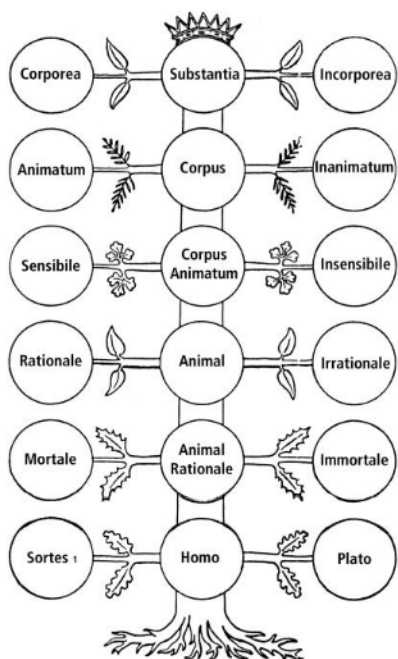 Corporea Substantia Incorporea
Animatum Corpus Inanimatum
Sensibile Corpus Animatum Insensibile
Rationale Animal Irrationale
Mortale Animal Rationale Immortale
Sortes 1 Homo Plato